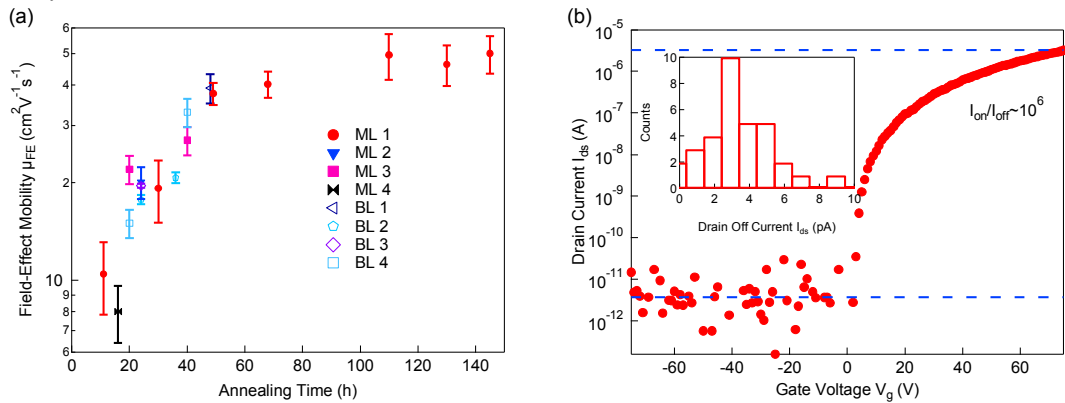 (a)
Field-Effect Mobility μFE (cm²V⁻¹s⁻¹)
6
5
4
3
2
10
9
8
7
6
0
20
40
60
80
100
120
140
Annealing Time (h)
ML 1
ML 2
ML 3
ML 4
BL 1
BL 2
BL 3
BL 4
(b)
Drain Current Ids (A)
10⁻⁵
10⁻⁶
10⁻⁷
10⁻⁸
10⁻⁹
10⁻¹⁰
10⁻¹¹
10⁻¹²
-60
-40
-20
0
20
40
60
Gate Voltage Vg (V)
Ion/Ioff~10⁶
Counts
10
8
6
4
2
0
0
2
4
6
8
10
Drain Off Current Ids (pA)